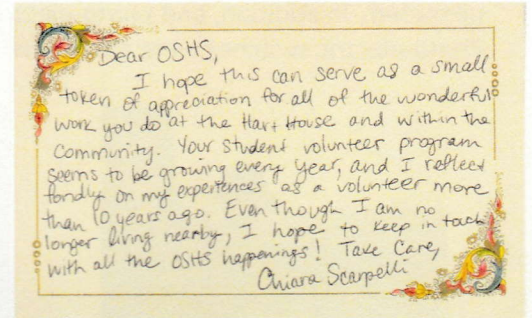 Dear OSHS,
I hope this can serve as a small
token of appreciation for all of the wonderful
work you do at the Hart House and within the
Community. Your Student volunteer program
seems to be growing every year, and I reflect
fondly on my experiences as a volunteer more
than 10 years ago. Even though I am no
longer living nearby, I hope to keep in touch
with all the OSHS happenings! Take Care,
Chiara Scarpelli